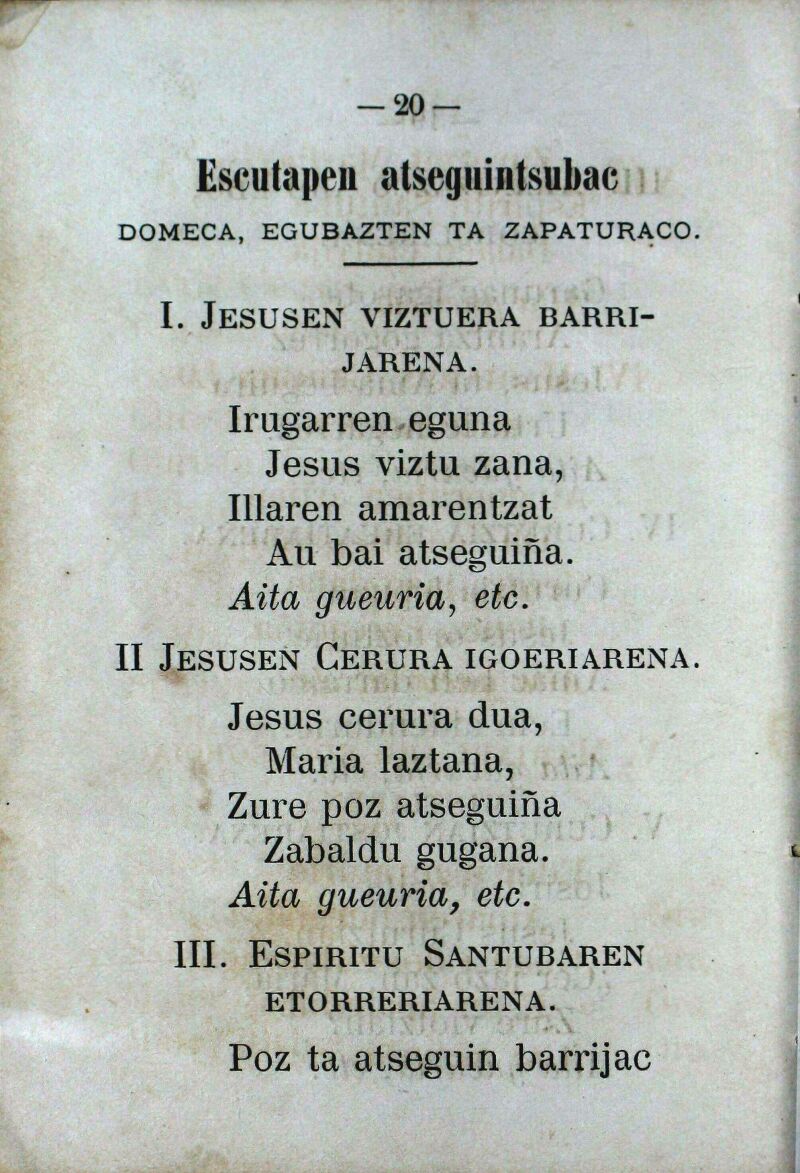 — 20 —
Escutapen atseguintsubac
DOMECA, EGUBAZTEN TA ZAPATURACO.
I. JESUSEN VIZTUERA BARRI-
JARENA.
Irugarren eguna
Jesus viztu zana,
Illaren amarentzat
Au bai atseguiña.
Aita gueuria, etc.
II JESUSEN CERURA IGOERIARENA.
Jesus cerura dua,
Maria laztana,
Zure poz atseguiña
Zabaldu gugana.
Aita gueuria, etc.
III. ESPIRITU SANTUBAREN
ETORRERIARENA.
Poz ta atseguin barrijac